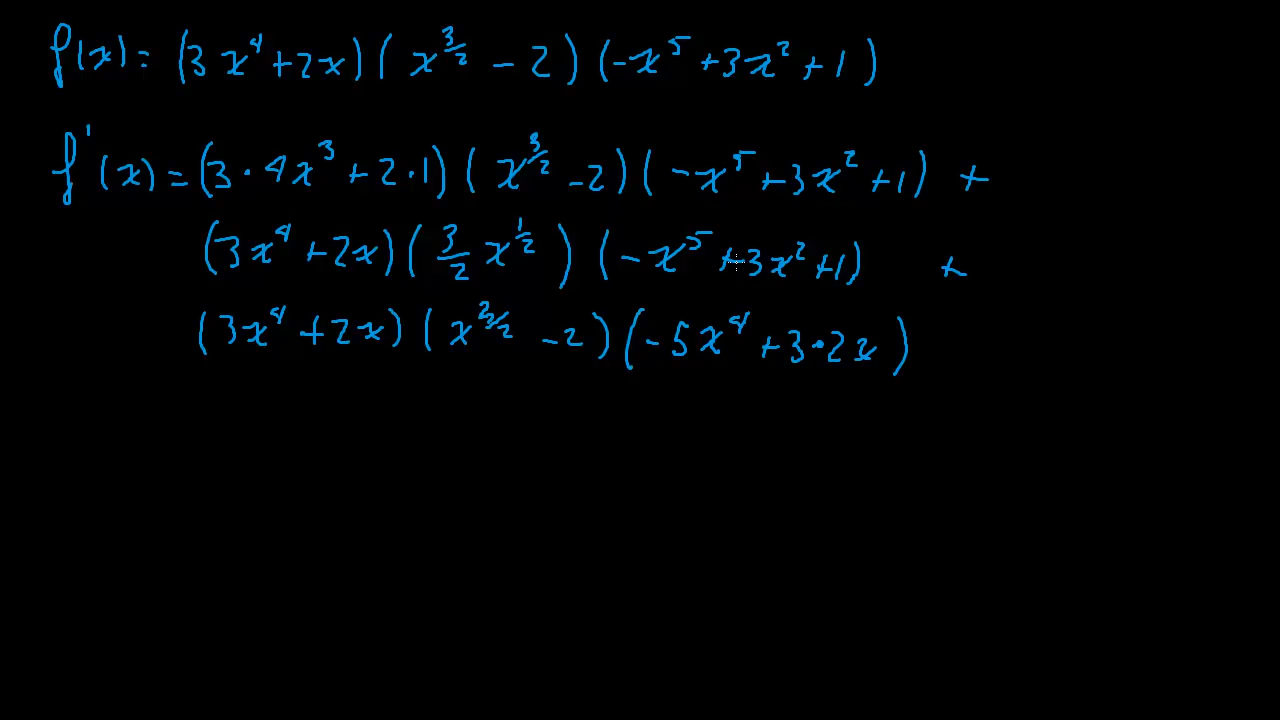 f(x) = (3x^4 + 2x)(x^{3/2} - 2)(-x^5 + 3x^2 + 1)
f'(x) = (3 · 4x^3 + 2 · 1)(x^{3/2} - 2)(-x^5 + 3x^2 + 1) +
(3x^4 + 2x)(3/2 x^{1/2})(-x^5 + 3x^2 + 1) +
(3x^4 + 2x)(x^{3/2} - 2)(-5x^4 + 3 · 2x)